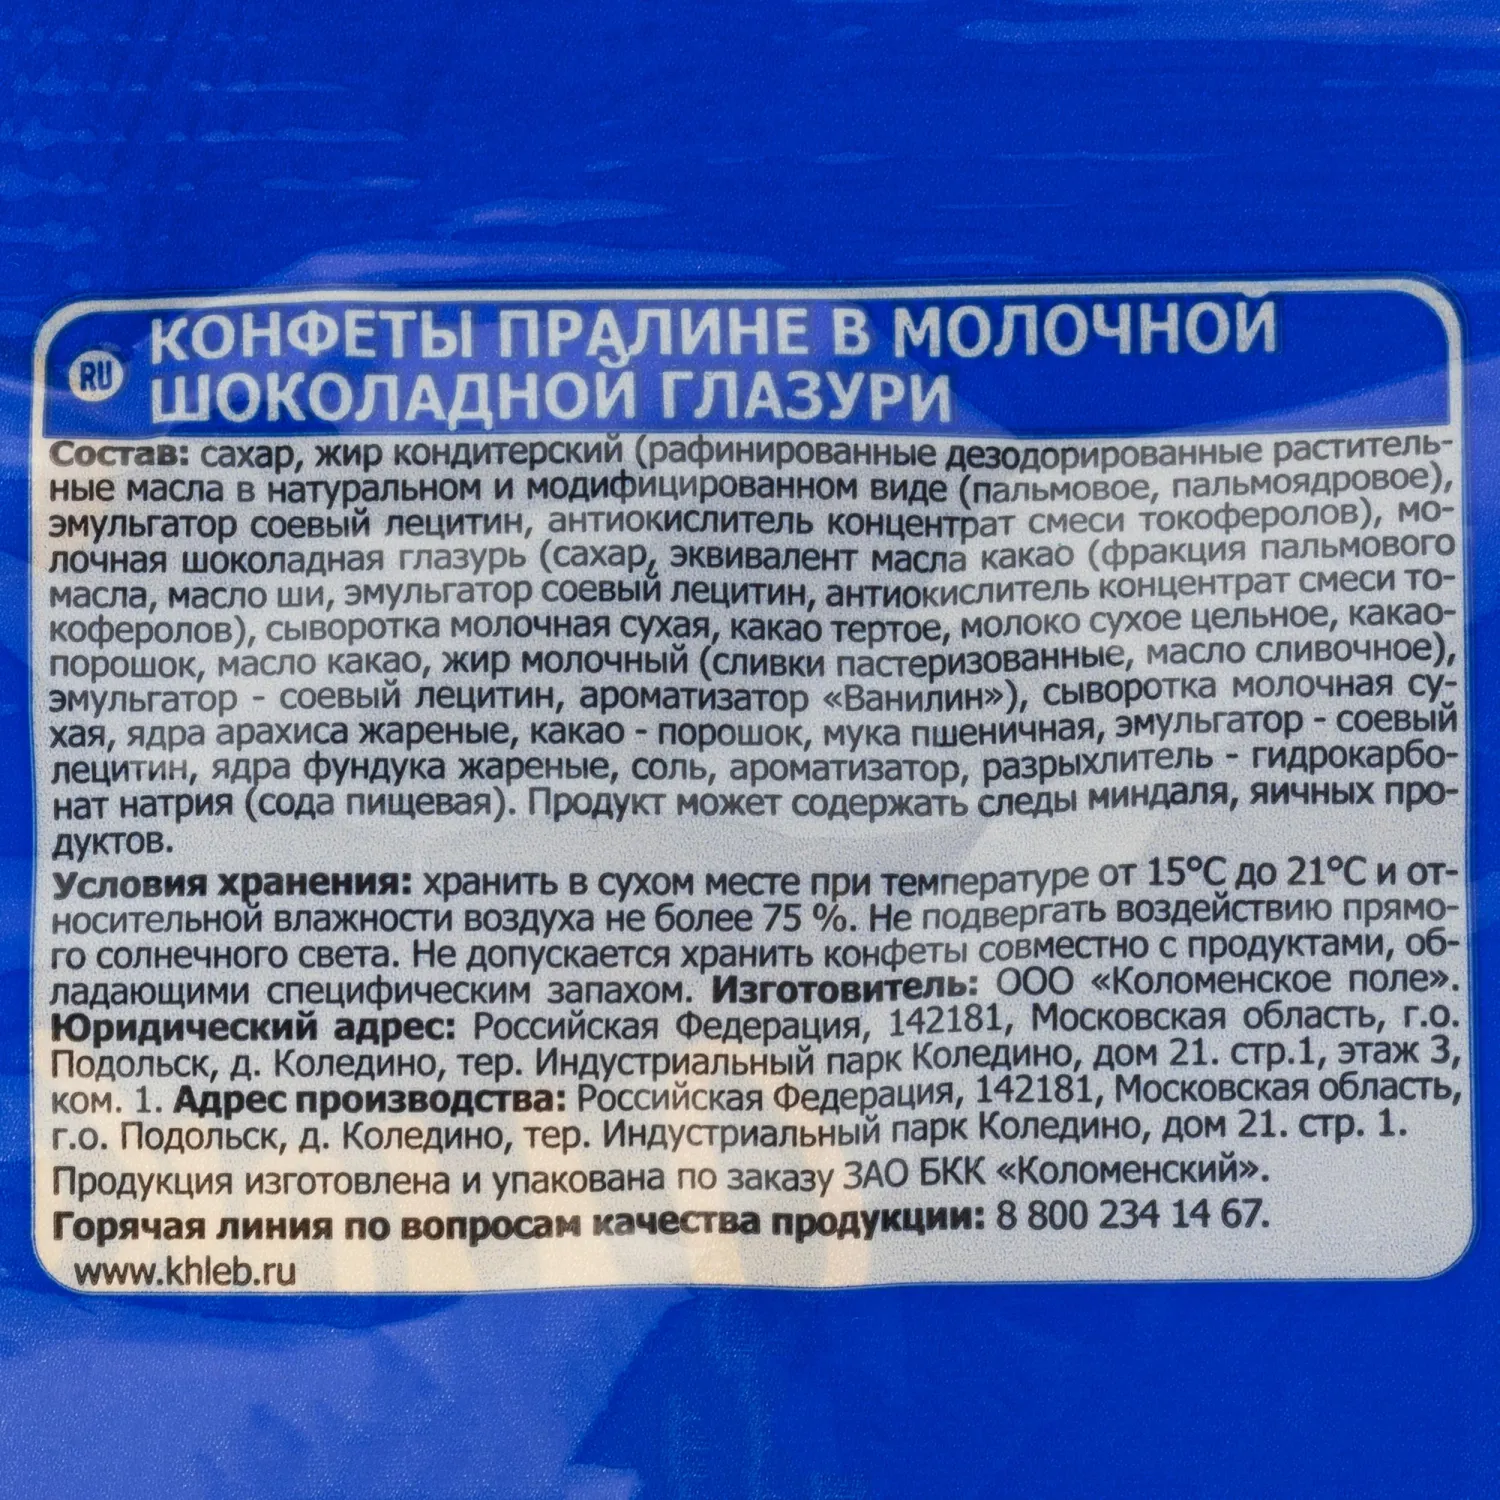 RU
КОНФЕТЫ ПРАЛИНЕ В МОЛОЧНОЙ
ШОКОЛАДНОЙ ГЛАЗУРИ
Состав: сахар, жир кондитерский (рафинированные дезодорированные раститель-
ные масла в натуральном и модифицированном виде (пальмовое, пальмоядровое),
эмульгатор соевый лецитин, антиокислитель концентрат смеси токоферолов), мо-
лочная шоколадная глазурь (сахар, эквивалент масла какао (фракция пальмового
масла, масло ши, эмульгатор соевый лецитин, антиокислитель концентрат смеси то-
коферолов), сыворотка молочная сухая, какао тертое, молоко сухое цельное, какао-
порошок, масло какао, жир молочный (сливки пастеризованные, масло сливочное),
эмульгатор - соевый лецитин, ароматизатор «Ванилин»), сыворотка молочная су-
хая, ядра арахиса жареные, какао - порошок, мука пшеничная, эмульгатор - соевый
лецитин, ядра фундука жареные, соль, ароматизатор, разрыхлитель - гидрокарбо-
нат натрия (сода пищевая). Продукт может содержать следы миндаля, яичных про-
дуктов.
Условия хранения: хранить в сухом месте при температуре от 15°С до 21°С и от-
носительной влажности воздуха не более 75 %. Не подвергать воздействию прямо-
го солнечного света. Не допускается хранить конфеты совместно с продуктами, об-
ладающими специфическим запахом. Изготовитель: ООО «Коломенское поле».
Юридический адрес: Российская Федерация, 142181, Московская область, г.о.
Подольск, д. Коледино, тер. Индустриальный парк Коледино, дом 21. стр.1, этаж 3,
ком. 1. Адрес производства: Российская Федерация, 142181, Московская область,
г.о. Подольск, д. Коледино, тер. Индустриальный парк Коледино, дом 21. стр. 1.
Продукция изготовлена и упакована по заказу ЗАО БКК «Коломенский».
Горячая линия по вопросам качества продукции: 8 800 234 14 67.
www.khleb.ru